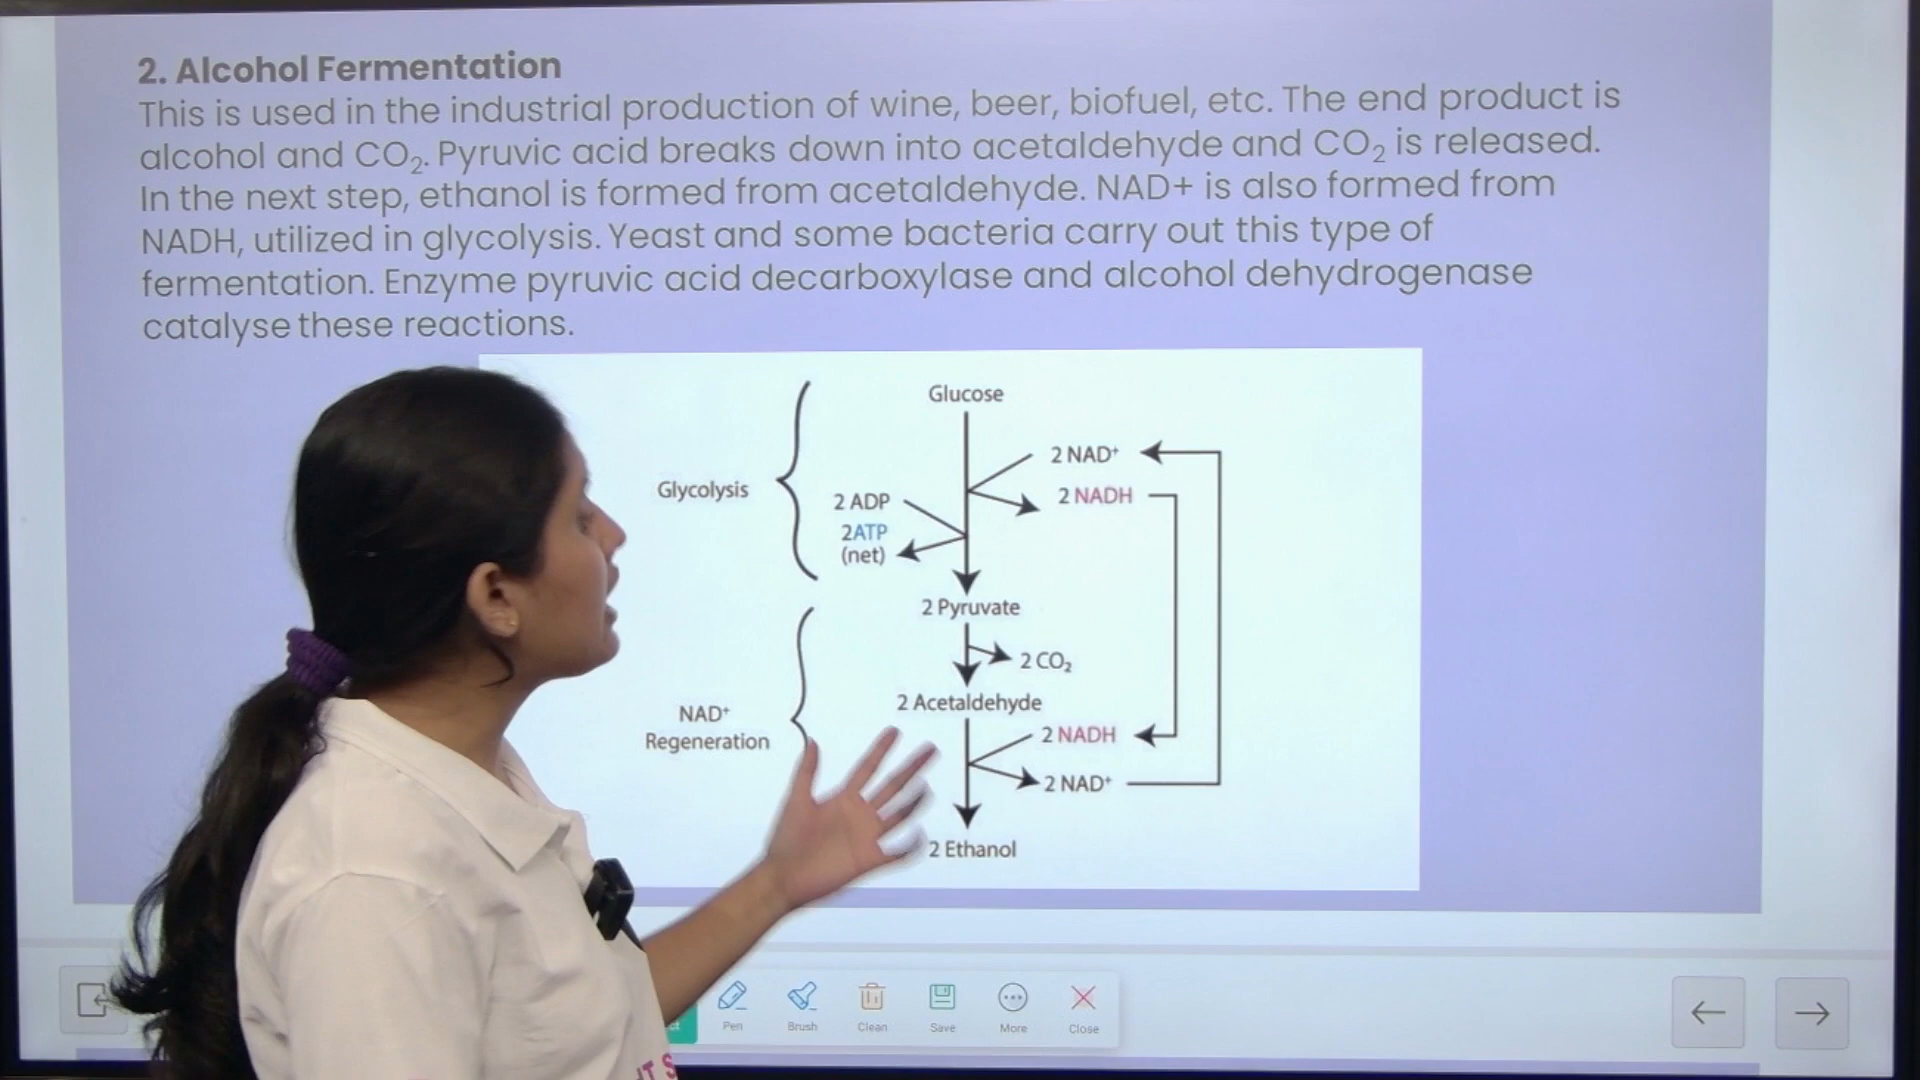 2. Alcohol Fermentation
This is used in the industrial production of wine, beer, biofuel, etc. The end product is
alcohol and CO₂. Pyruvic acid breaks down into acetaldehyde and CO₂ is released.
In the next step, ethanol is formed from acetaldehyde. NAD+ is also formed from
NADH, utilized in glycolysis. Yeast and some bacteria carry out this type of
fermentation. Enzyme pyruvic acid decarboxylase and alcohol dehydrogenase
catalyse these reactions.
Glucose
2 NAD⁺
Glycolysis
2 NADH
2 ADP
2ATP
(net)
2 Pyruvate
2 CO₂
2 Acetaldehyde
NAD⁺
Regeneration
2 NADH
2 NAD⁺
2 Ethanol
Pen
Brush
Clean
Save
More
Close